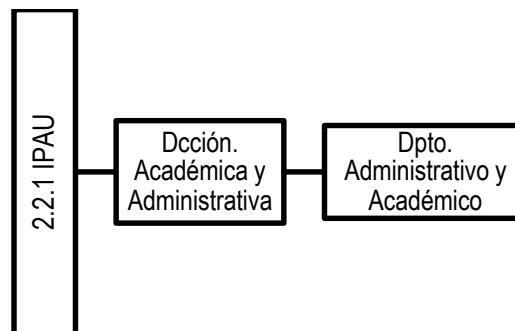 2.2.1 IPAU
Dcción.
Académica y
Administrativa
Dpto.
Administrativo y
Académico